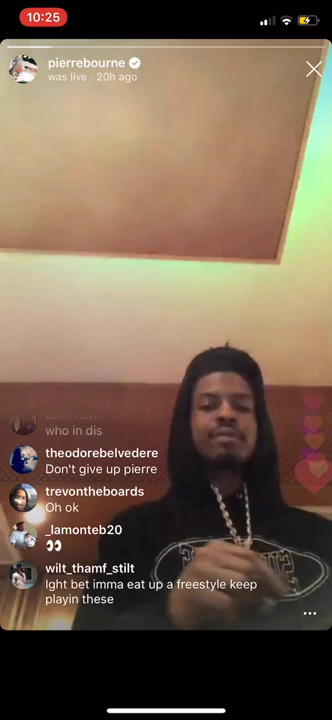 10:25
pierrebourne
was live · 20h ago
who in dis
theodorebelvedere
Don't give up pierre
trevontheboards
Oh ok
_lamonteb20
👀
wilt_thamf_stilt
Ight bet imma eat up a freestyle keep
playin these